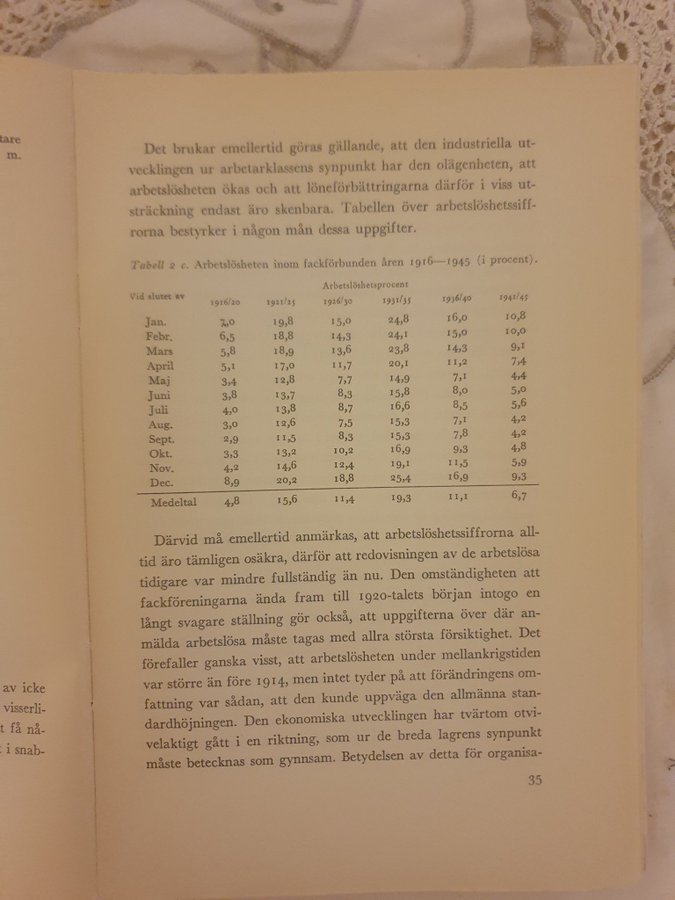 tare
m.
av icke
visserli-
t få nå-
t i snab-
Det brukar emellertid göras gällande, att den industriella ut-
vecklingen ur arbetarklassens synpunkt har den olägenheten, att
arbetslösheten ökas och att löneförbättringarna därför i viss ut-
sträckning endast äro skenbara. Tabellen över arbetslöshetssiff-
rorna bestyrker i någon mån dessa uppgifter.
Tabell 2 c. Arbetslösheten inom fackförbunden åren 1916—1945 (i procent).
Arbetslöshetsprocent
Vid slutet av 1916/20 1921/25 1926/30 1931/35 1936/40 1941/45
Jan. 7,0 19,8 15,0 24,8 16,0 10,8
Febr. 6,5 18,8 14,3 24,1 15,0 10,0
Mars 5,8 18,9 13,6 23,8 14,3 9,1
April 5,1 17,0 11,7 20,1 11,2 7,4
Maj 3,4 12,8 7,7 14,9 7,1 4,4
Juni 3,8 13,7 8,3 15,8 8,0 5,0
Juli 4,0 13,8 8,7 16,6 8,5 5,6
Aug. 3,0 12,6 7,5 15,3 7,1 4,2
Sept. 2,9 11,5 8,3 15,3 7,8 4,2
Okt. 3,3 13,2 10,2 16,9 9,3 4,8
Nov. 4,2 14,6 12,4 19,1 11,5 5,9
Dec. 8,9 20,2 18,8 25,4 16,9 9,3
Medeltal 4,8 15,6 11,4 19,3 11,1 6,7
Därvid må emellertid anmärkas, att arbetslöshetssiffrorna all-
tid äro tämligen osäkra, därför att redovisningen av de arbetslösa
tidigare var mindre fullständig än nu. Den omständigheten att
fackföreningarna ända fram till 1920-talets början intogo en
långt svagare ställning gör också, att uppgifterna över där an-
mälda arbetslösa måste tagas med allra största försiktighet. Det
förefaller ganska visst, att arbetslösheten under mellankrigstiden
var större än före 1914, men intet tyder på att förändringens om-
fattning var sådan, att den kunde uppväga den allmänna stan-
dardhöjningen. Den ekonomiska utvecklingen har tvärtom otvi-
velaktigt gått i en riktning, som ur de breda lagrens synpunkt
måste betecknas som gynnsam. Betydelsen av detta för organisa-
35